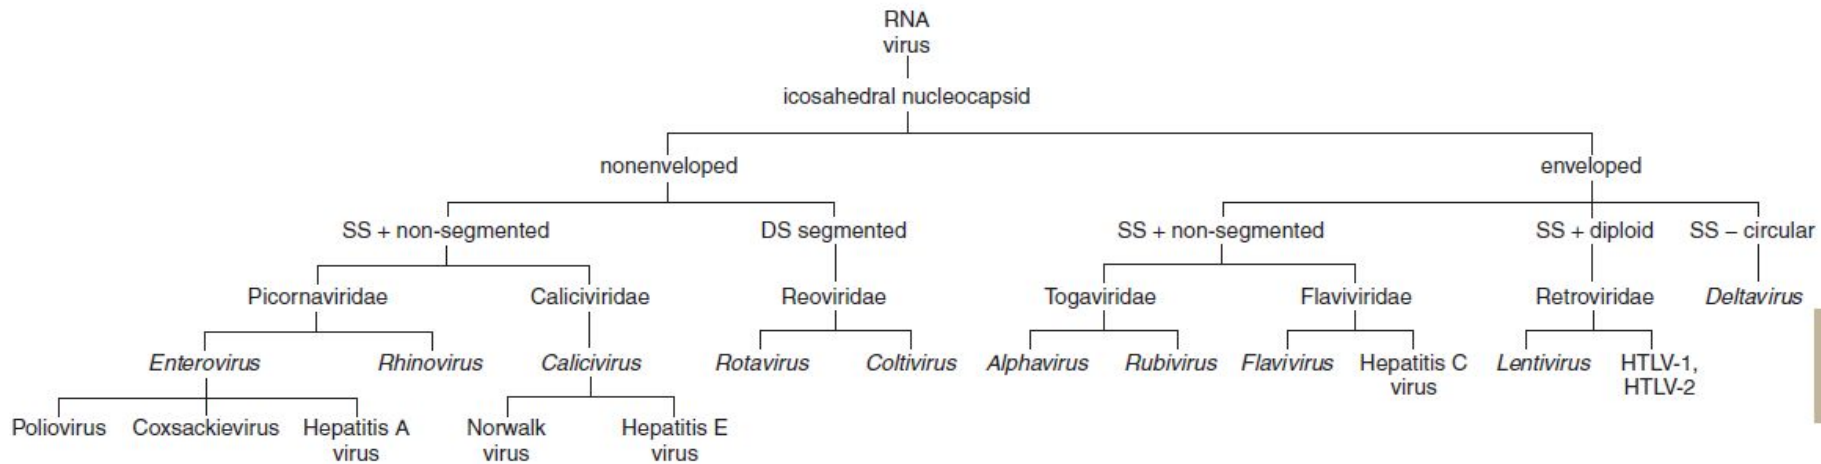 RNA
virus
icosahedral nucleocapsid
nonenveloped
enveloped
SS + non-segmented
DS segmented
SS + non-segmented
SS + diploid
SS – circular
Picornaviridae
Caliciviridae
Reoviridae
Togaviridae
Flaviviridae
Retroviridae
Deltavirus
Enterovirus
Rhinovirus
Calicivirus
Rotavirus
Coltivirus
Alphavirus
Rubivirus
Flavivirus
Hepatitis C
virus
Lentivirus
HTLV-1,
HTLV-2
Poliovirus
Coxsackievirus
Hepatitis A
virus
Norwalk
virus
Hepatitis E
virus